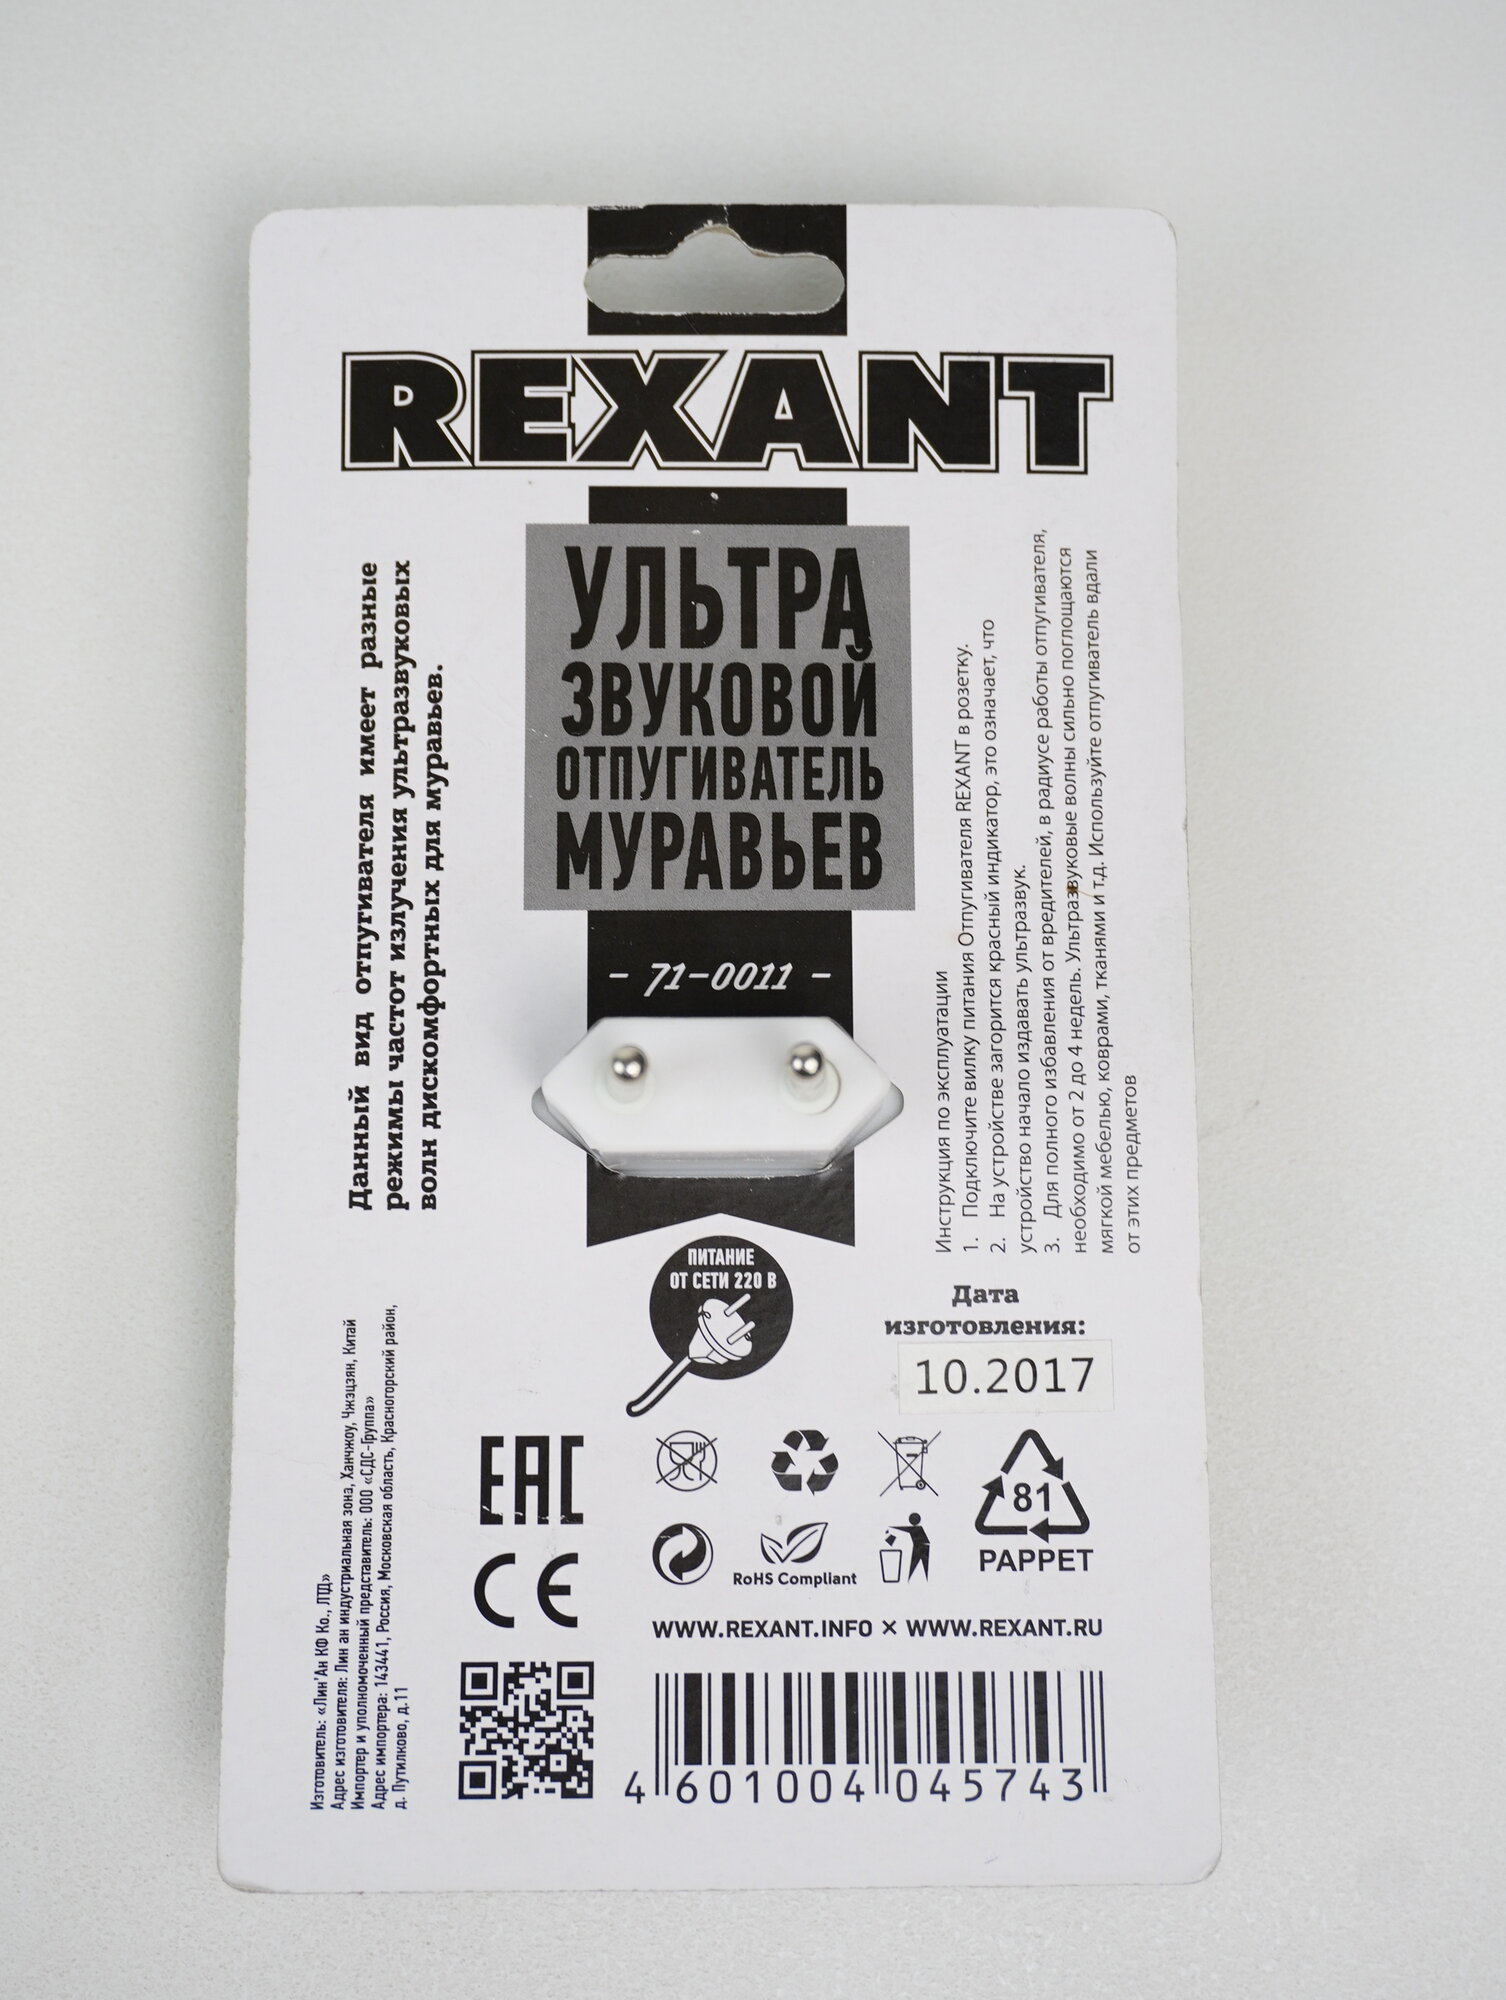 REXANT
УЛЬТРА
ЗВУКОВОЙ
ОТПУГИВАТЕЛЬ
МУРАВЬЕВ
- 71-0011 -
Данный вид отпугивателя имеет разные
режимы частот излучения ультразвуковых
волн дискомфортных для муравьев.
Инструкция по эксплуатации
1. Подключите вилку питания Отпугивателя REXANT в розетку.
2. На устройстве загорится красный индикатор, это означает, что
устройство начало издавать ультразвук.
3. Для полного избавления от вредителей, в радиусе работы отпугивателя,
необходимо от 2 до 4 недель. Ультразвуковые волны сильно поглощаются
мягкой мебелью, коврами, тканями и т.д. Используйте отпугиватель вдали
от этих предметов
ПИТАНИЕ
ОТ СЕТИ 220 В
Дата
изготовления:
10.2017
Изготовитель: «Лин'Ан КФ Ко., ЛТД»
Адрес изготовителя: Лин ан индустриальная зона, Ханчжоу, Чжэцзян, Китай
Импортер и уполномоченный представитель: ООО «СДС-Группа»
Адрес импортера: 143441, Россия, Московская область, Красногорский район,
д. Путилково, д.11
EAC
CE
81
PAPPET
RoHS Compliant
WWW.REXANT.INFO × WWW.REXANT.RU
4 601004 045743